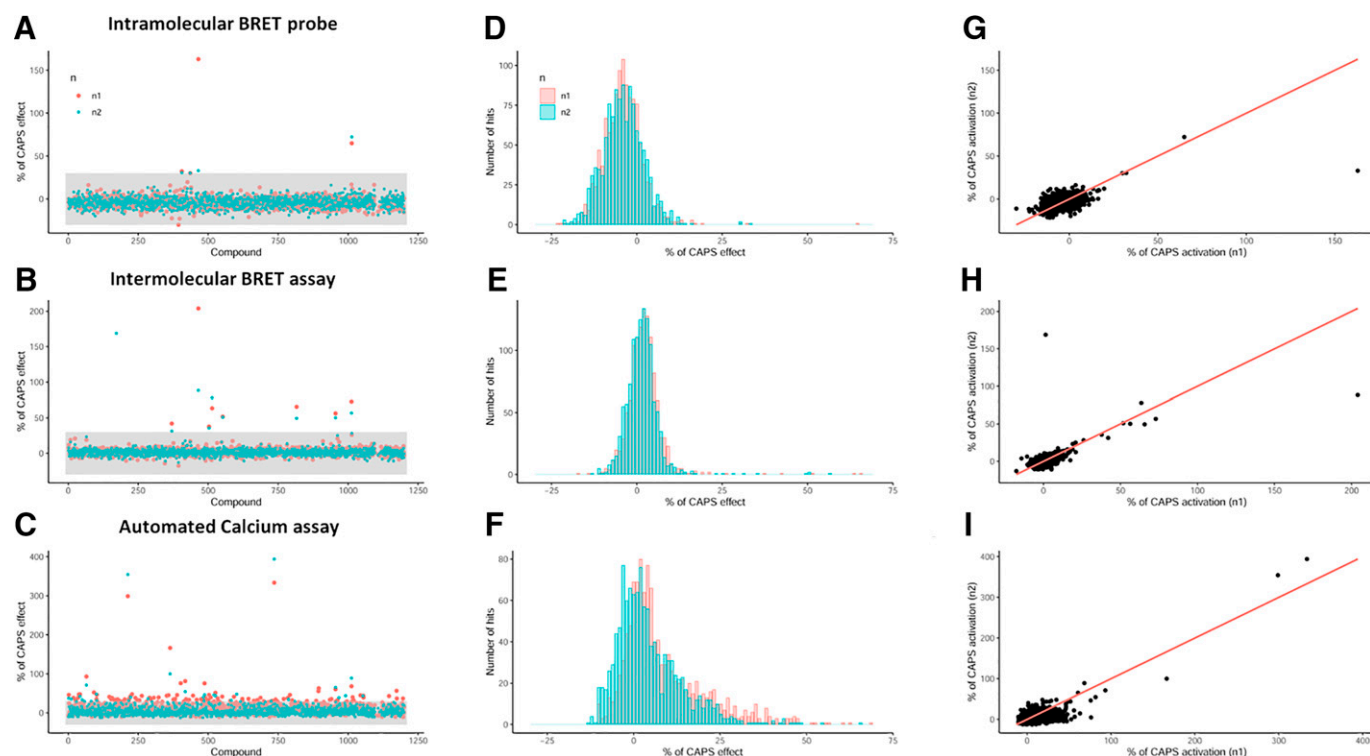 A
Intramolecular BRET probe
% of CAPS effect
150
100
50
0
n
n1
n2
0
250
500
750
1000
1250
Compound
D
Number of hits
100
75
50
25
0
n
n1
n2
−25
0
25
50
75
% of CAPS effect
G
% of CAPS activation (n2)
150
100
50
0
0
50
100
150
% of CAPS activation (n1)
B
Intermolecular BRET assay
% of CAPS effect
200
150
100
50
0
0
250
500
750
1000
1250
Compound
E
Number of hits
100
50
0
−25
0
25
50
75
% of CAPS effect
H
% of CAPS activation (n2)
200
150
100
50
0
0
50
100
150
200
% of CAPS activation (n1)
C
Automated Calcium assay
% of CAPS effect
400
300
200
100
0
0
250
500
750
1000
1250
Compound
F
Number of hits
80
60
40
20
0
−25
0
25
50
75
% of CAPS effect
I
% of CAPS activation (n2)
400
300
200
100
0
0
100
200
300
400
% of CAPS activation (n1)